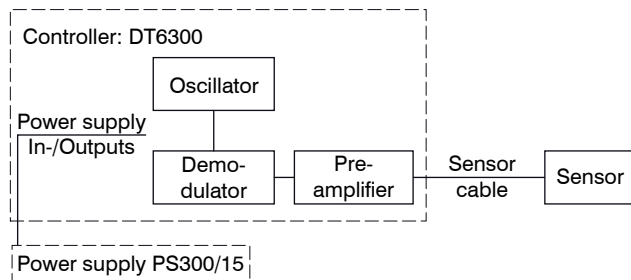 Controller: DT6300
Oscillator
Power supply
In-/Outputs
Demo-
dulator
Pre-
amplifier
Sensor
cable
Sensor
Power supply PS300/15